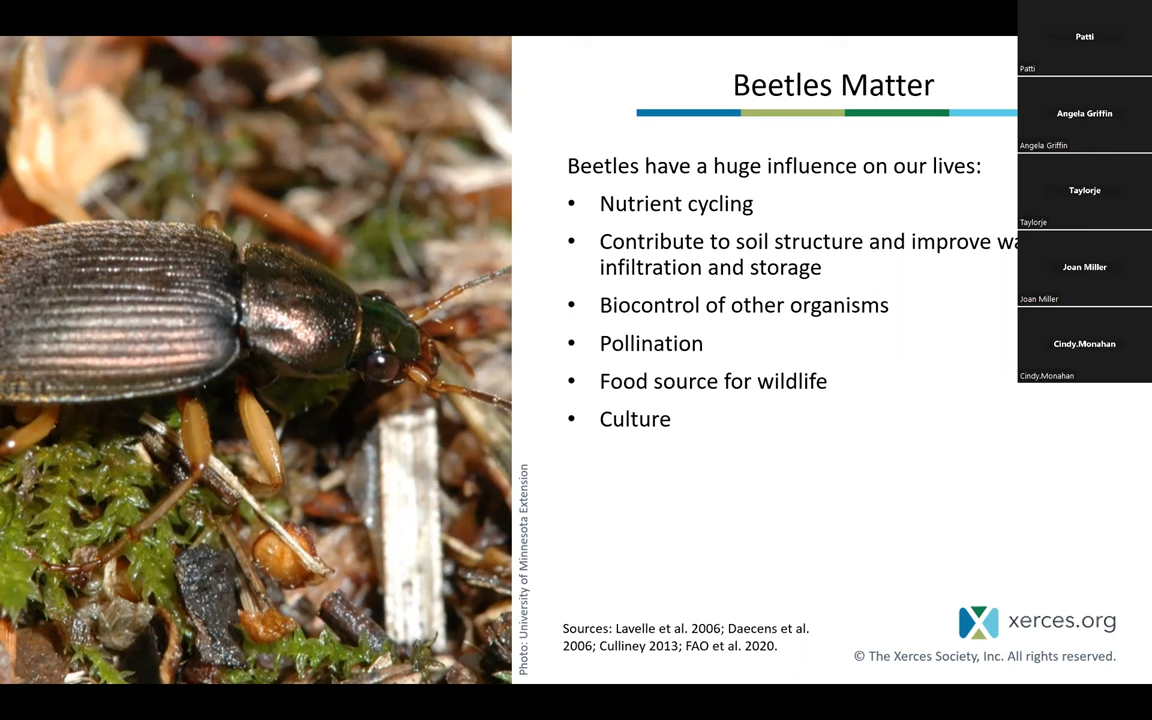 Beetles Matter
Beetles have a huge influence on our lives:
• Nutrient cycling
• Contribute to soil structure and improve
infiltration and storage
• Biocontrol of other organisms
• Pollination
• Food source for wildlife
• Culture
Photo: University of Minnesota Extension
Sources: Lavelle et al. 2006; Daecens et al.
2006; Culliney 2013; FAO et al. 2020.
xerces.org
© The Xerces Society, Inc. All rights reserved.
Patti
Patti
Angela Griffin
Angela Griffin
Taylorje
Taylorje
Joan Miller
Joan Miller
Cindy.Monahan
Cindy.Monahan